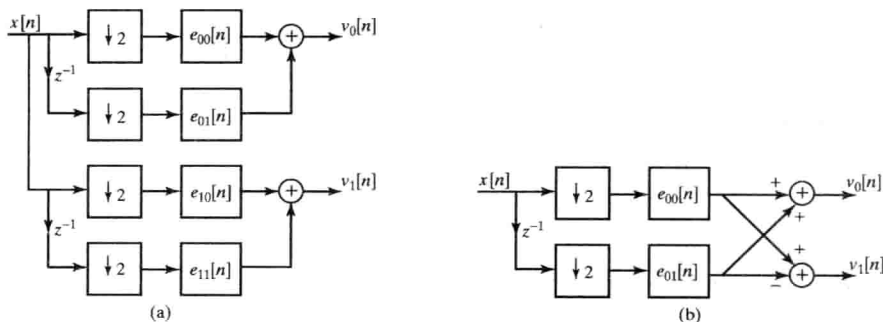 x[n]
↓ 2
e₀₀[n]
+
v₀[n]
z⁻¹
↓ 2
e₀₁[n]
↓ 2
e₁₀[n]
+
v₁[n]
z⁻¹
↓ 2
e₁₁[n]
(a)
x[n]
↓ 2
e₀₀[n]
+
+
v₀[n]
+
z⁻¹
+
↓ 2
e₀₁[n]
−
+
v₁[n]
(b)